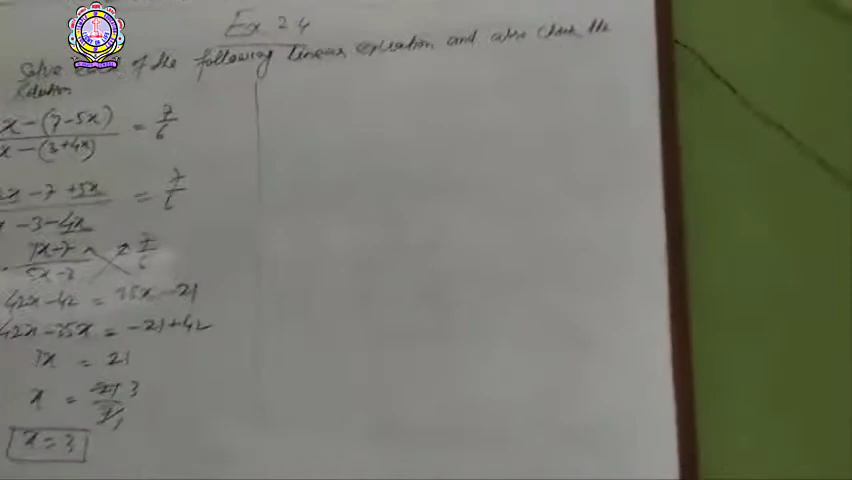 Ex 2.4
Solve each of the following linear equation and also check the
Solution
x-(7-5x) / x-(3+4x) = 7/6
2x-7+5x / x-3-4x = 7/6
7x-7 / 5x-3 = 7/6
42x-42 = 35x-21
42x-35x = -21+42
7x = 21
x = 21/7 3
x=3